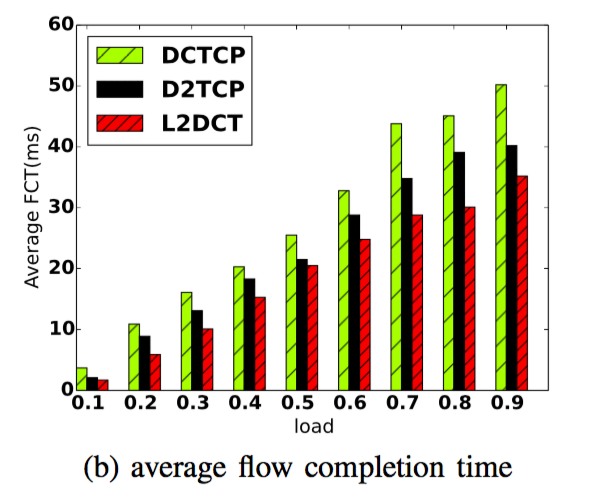 60
50
40
30
20
10
0
Average FCT(ms)
DCTCP
D2TCP
L2DCT
0.1 0.2 0.3 0.4 0.5 0.6 0.7 0.8 0.9
load
(b) average flow completion time